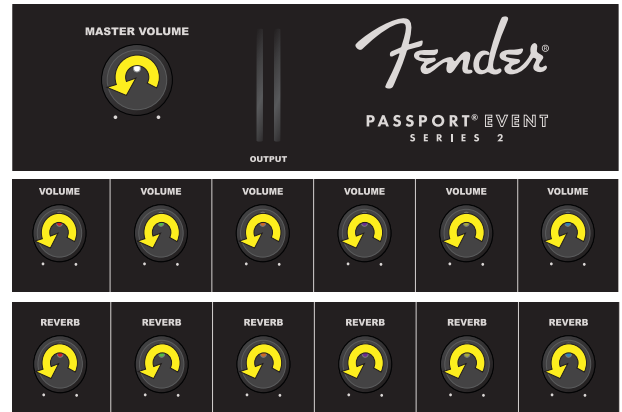 MASTER VOLUME
Fender®
PASSPORT® EVENT
SERIES 2
OUTPUT
VOLUME VOLUME VOLUME VOLUME VOLUME VOLUME
REVERB REVERB REVERB REVERB REVERB REVERB